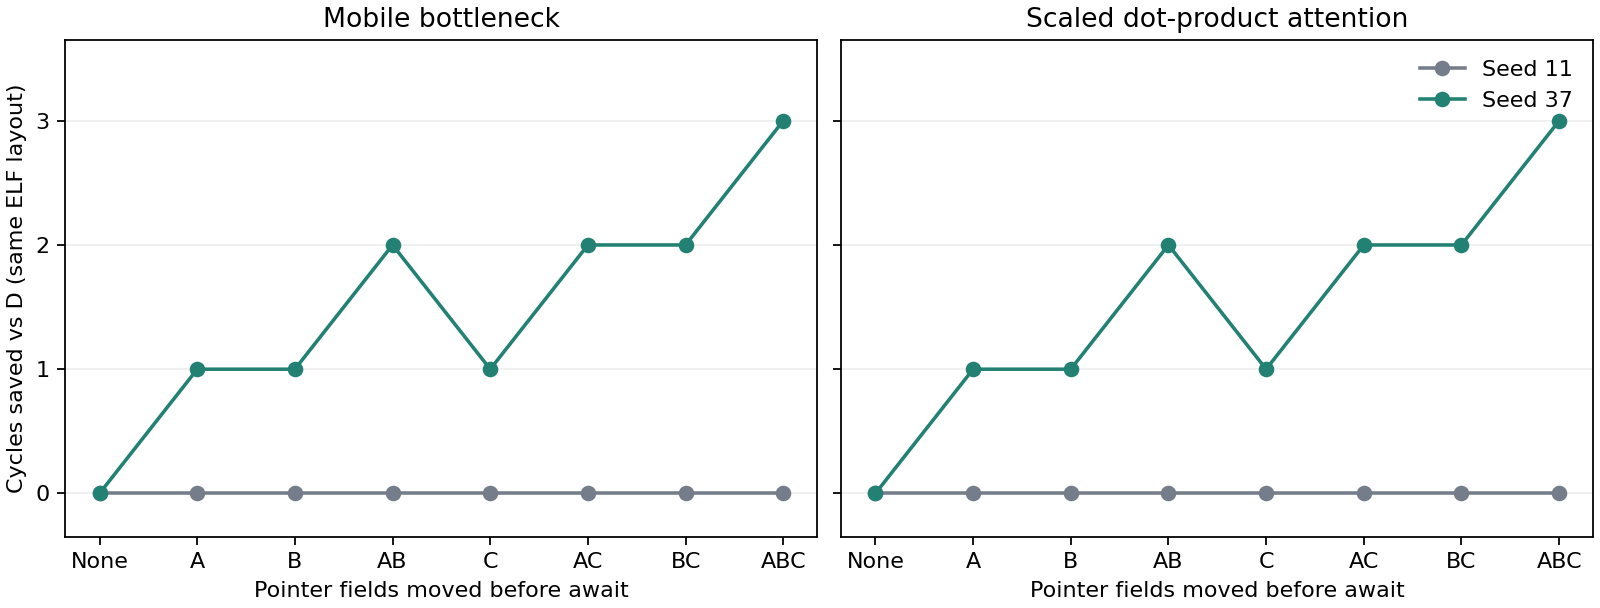 Mobile bottleneck
Cycles saved vs D (same ELF layout)
3
2
1
0
None A B AB C AC BC ABC
Pointer fields moved before await
Scaled dot-product attention
Seed 11
Seed 37
None A B AB C AC BC ABC
Pointer fields moved before await